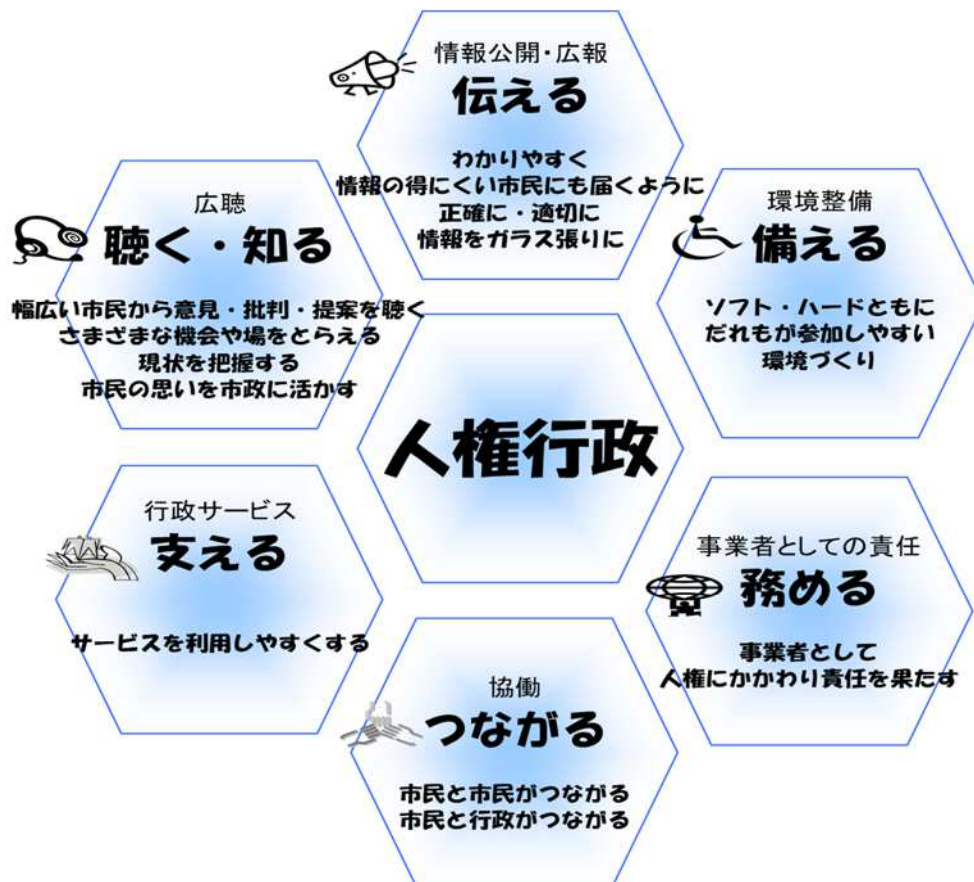 情報公開・広報
伝える
わかりやすく
情報の得にくい市民にも届くように
正確に・適切に
情報をガラス張りに
広聴
聴く・知る
幅広い市民から意見・批判・提案を聴く
さまざまな機会や場をとらえる
現状を把握する
市民の思いを市政に活かす
環境整備
備える
ソフト・ハードともに
だれもが参加しやすい
環境づくり
人権行政
行政サービス
支える
サービスを利用しやすくする
事業者としての責任
務める
事業者として
人権にかかわり責任を果たす
協働
つながる
市民と市民がつながる
市民と行政がつながる